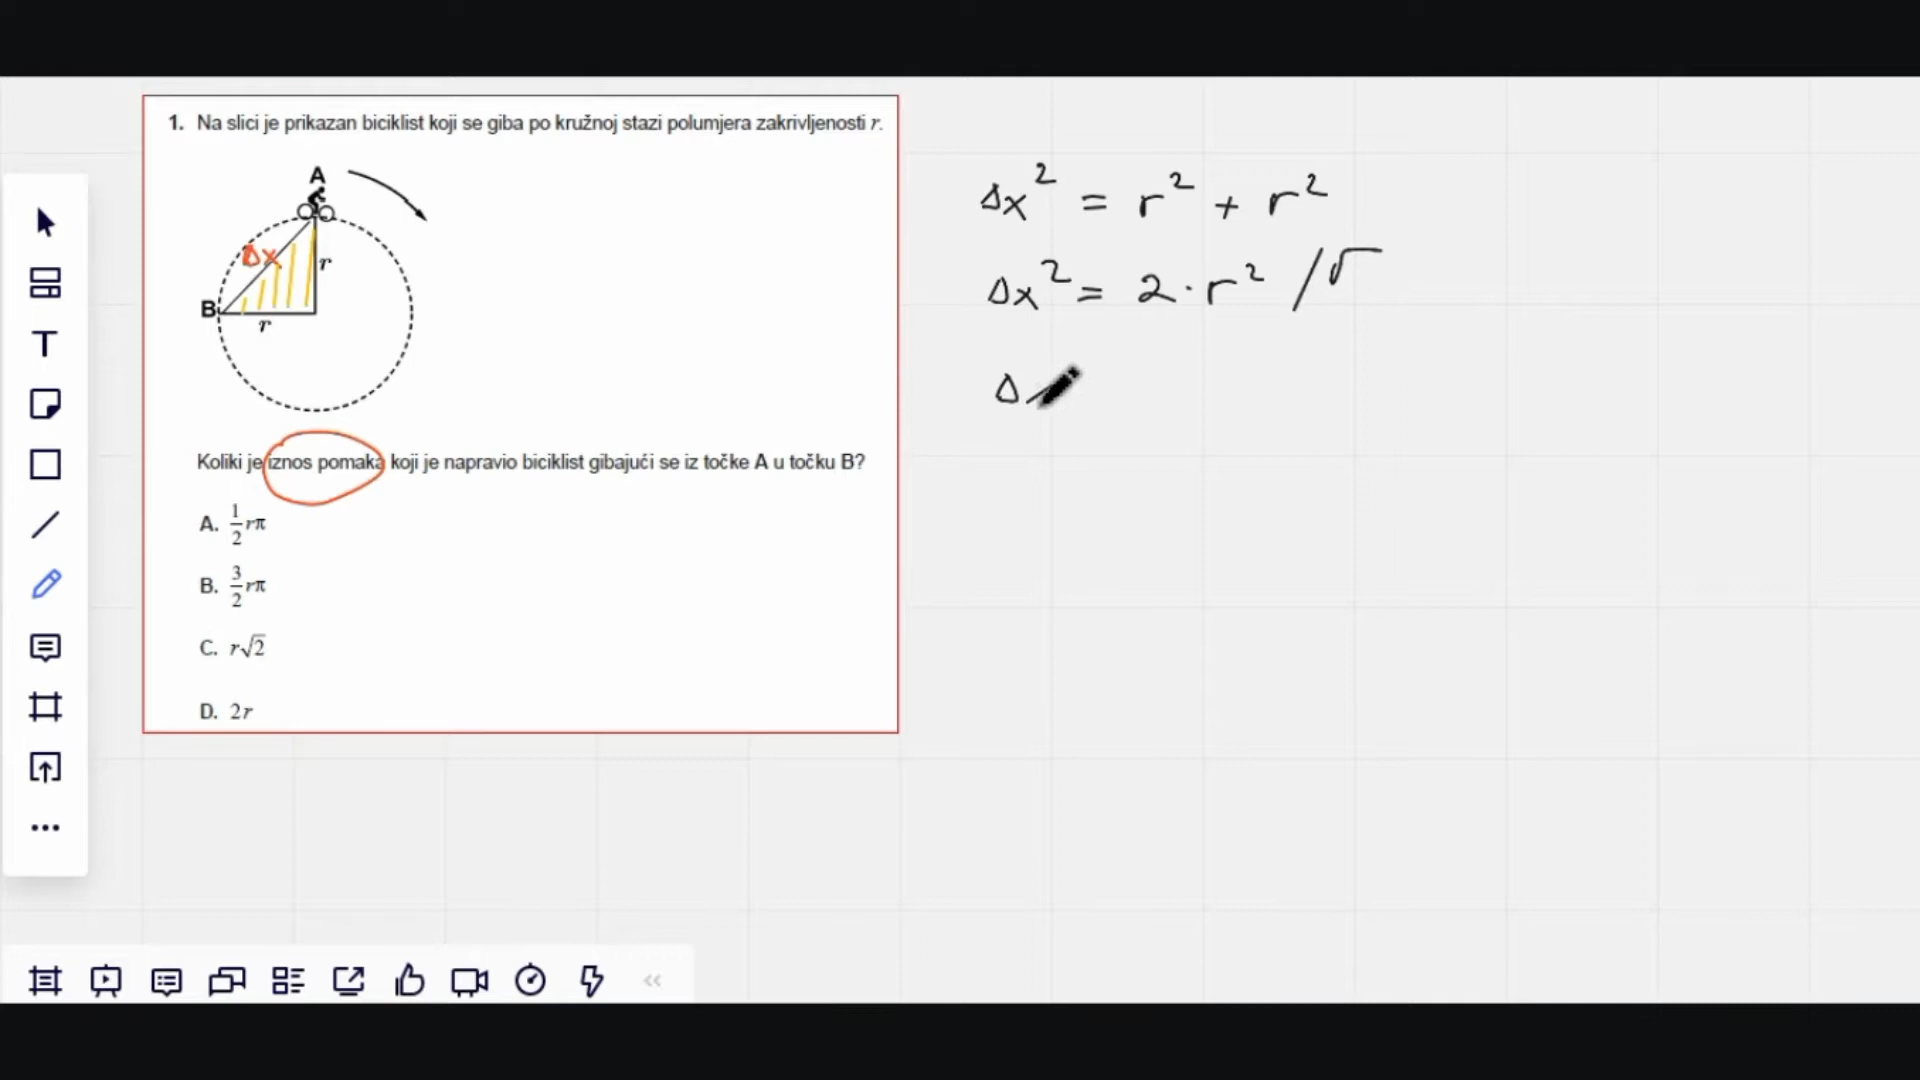 1. Na slici je prikazan biciklist koji se giba po kružnoj stazi polumjera zakrivljenosti r.
A
Δx
r
B
r
Koliki je iznos pomaka koji je napravio biciklist gibajući se iz točke A u točku B?
A. 1/2 rπ
B. 3/2 rπ
C. r√2
D. 2r
Δx² = r² + r²
Δx² = 2 · r² /√
Δ
T